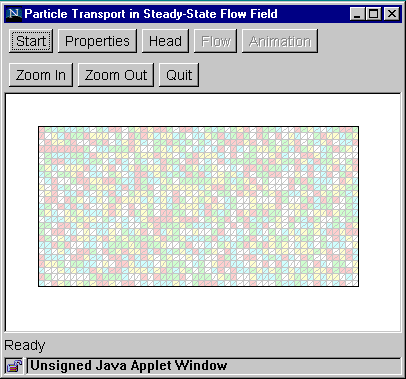 Particle Transport in Steady-State Flow Field
Start Properties Head Flow Animation
Zoom In Zoom Out Quit
Ready
Unsigned Java Applet Window